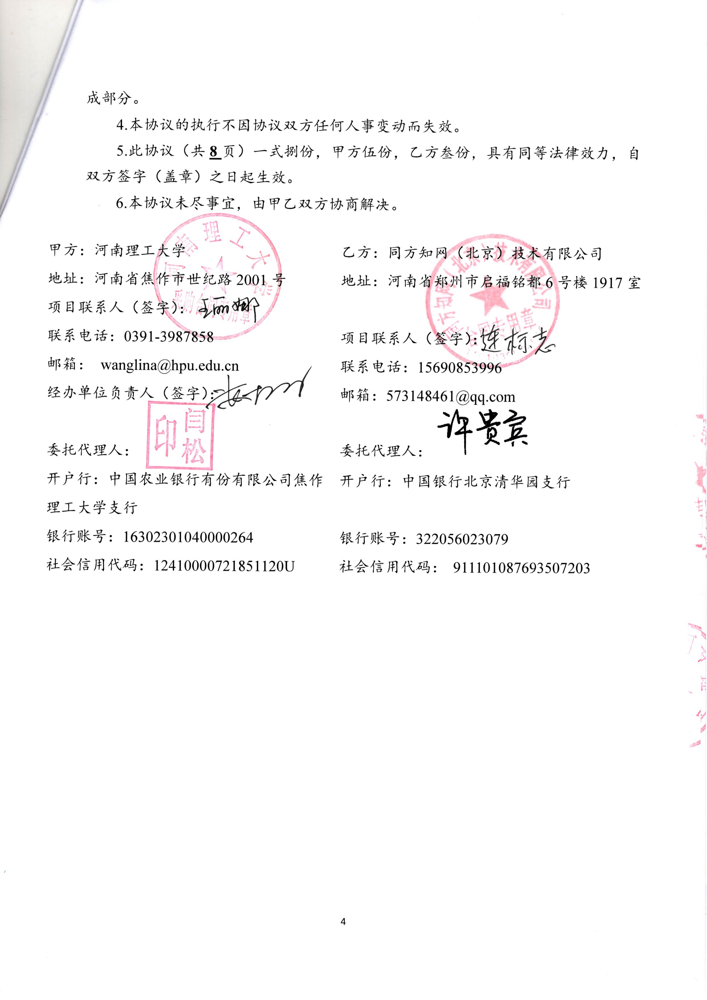 成部分。
4.本协议的执行不因协议双方任何人事变动而失效。
5.此协议（共 8 页）一式捌份，甲方伍份，乙方叁份，具有同等法律效力，自
双方签字（盖章）之日起生效。
6.本协议未尽事宜，由甲乙双方协商解决。
甲方：河南理工大学
地址：河南省焦作市世纪路 2001 号
项目联系人（签字）：王丽娜
联系电话：0391-3987858
邮箱： wanglina@hpu.edu.cn
经办单位负责人（签字）：
委托代理人：
开户行：中国农业银行有份有限公司焦作
理工大学支行
银行账号：16302301040000264
社会信用代码：12410000721851120U
河南理工大学
采购合同专用章
闫松印
乙方：同方知网（北京）技术有限公司
地址：河南省郑州市启福铭都 6 号楼 1917 室
项目联系人（签字）：连标志
联系电话：15690853996
邮箱：573148461@qq.com
许贵宾
委托代理人：
开户行：中国银行北京清华园支行
银行账号：322056023079
社会信用代码： 911101087693507203
同方知网（北京）技术有限公司
合同专用章
4